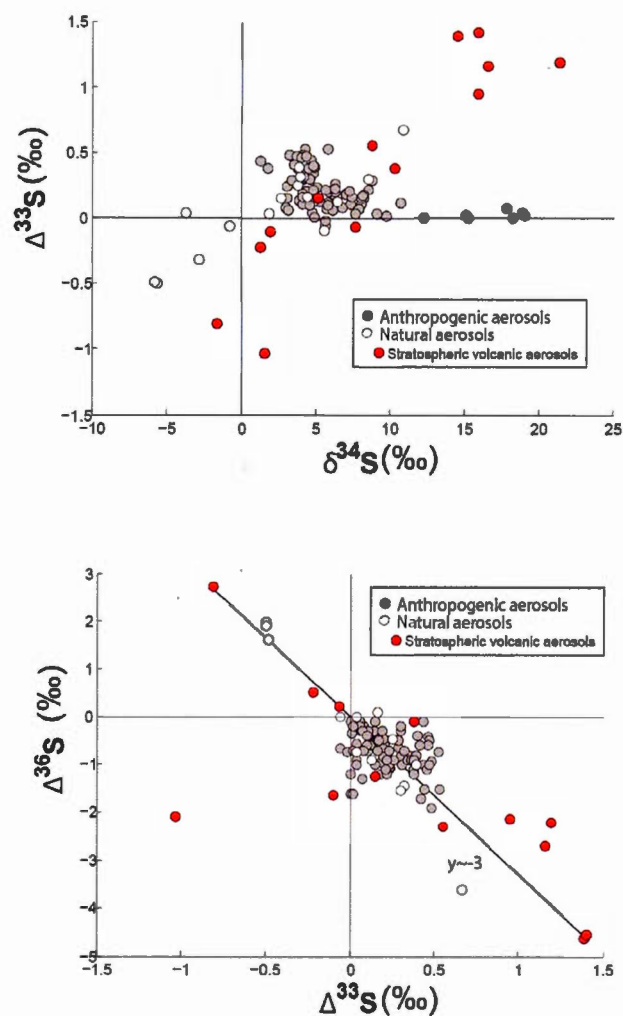 1.5
1
0.5
0
-0.5
-1
-1.5
Δ33S (‰)
Anthropogenic aerosols
Natural aerosols
Stratospheric volcanic aerosols
-10 -5 0 5 10 15 20 25
δ34S (‰)
3
2
1
0
-1
-2
-3
-4
-5
Δ36S (‰)
Anthropogenic aerosols
Natural aerosols
Stratospheric volcanic aerosols
y~-3
-1.5 -1 -0.5 0 0.5 1 1.5
Δ33S (‰)